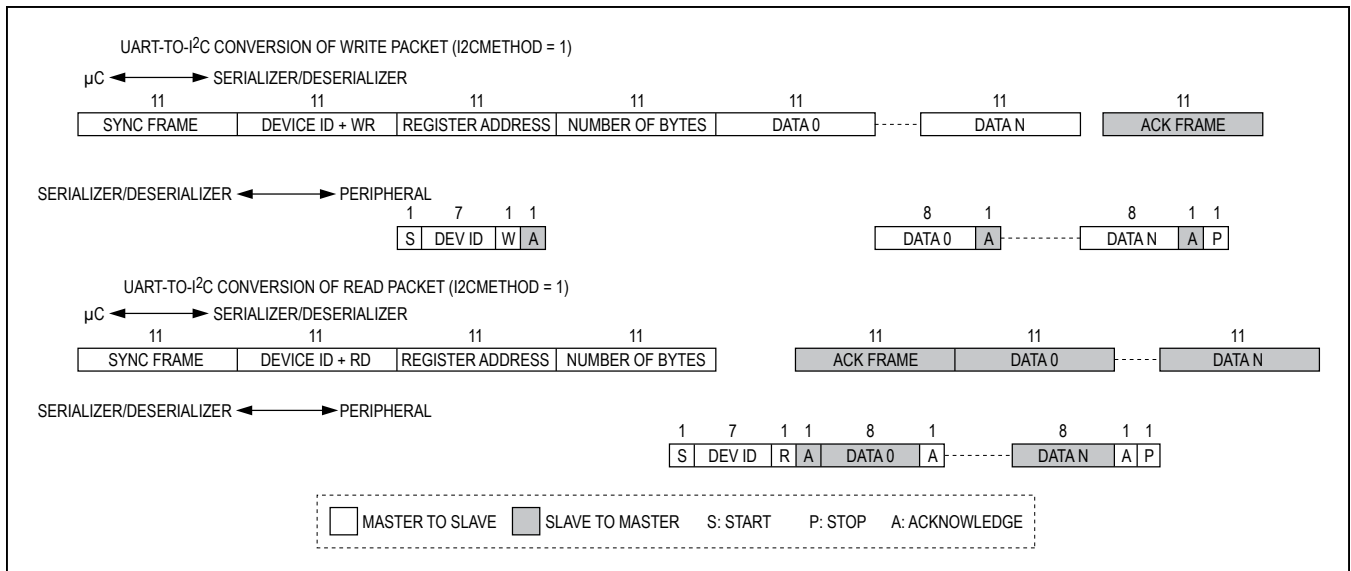 UART-TO-I2C CONVERSION OF WRITE PACKET (I2CMETHOD = 1)
µC SERIALIZER/DESERIALIZER
11 11 11 11 11 11 11
SYNC FRAME DEVICE ID + WR REGISTER ADDRESS NUMBER OF BYTES DATA 0 DATA N ACK FRAME
SERIALIZER/DESERIALIZER PERIPHERAL
1 7 1 1 8 1 8 1 1
S DEV ID W A DATA 0 A DATA N A P
UART-TO-I2C CONVERSION OF READ PACKET (I2CMETHOD = 1)
µC SERIALIZER/DESERIALIZER
11 11 11 11 11 11 11
SYNC FRAME DEVICE ID + RD REGISTER ADDRESS NUMBER OF BYTES ACK FRAME DATA 0 DATA N
SERIALIZER/DESERIALIZER PERIPHERAL
1 7 1 1 8 1 8 1 1
S DEV ID R A DATA 0 A DATA N A P
MASTER TO SLAVE SLAVE TO MASTER S: START P: STOP A: ACKNOWLEDGE